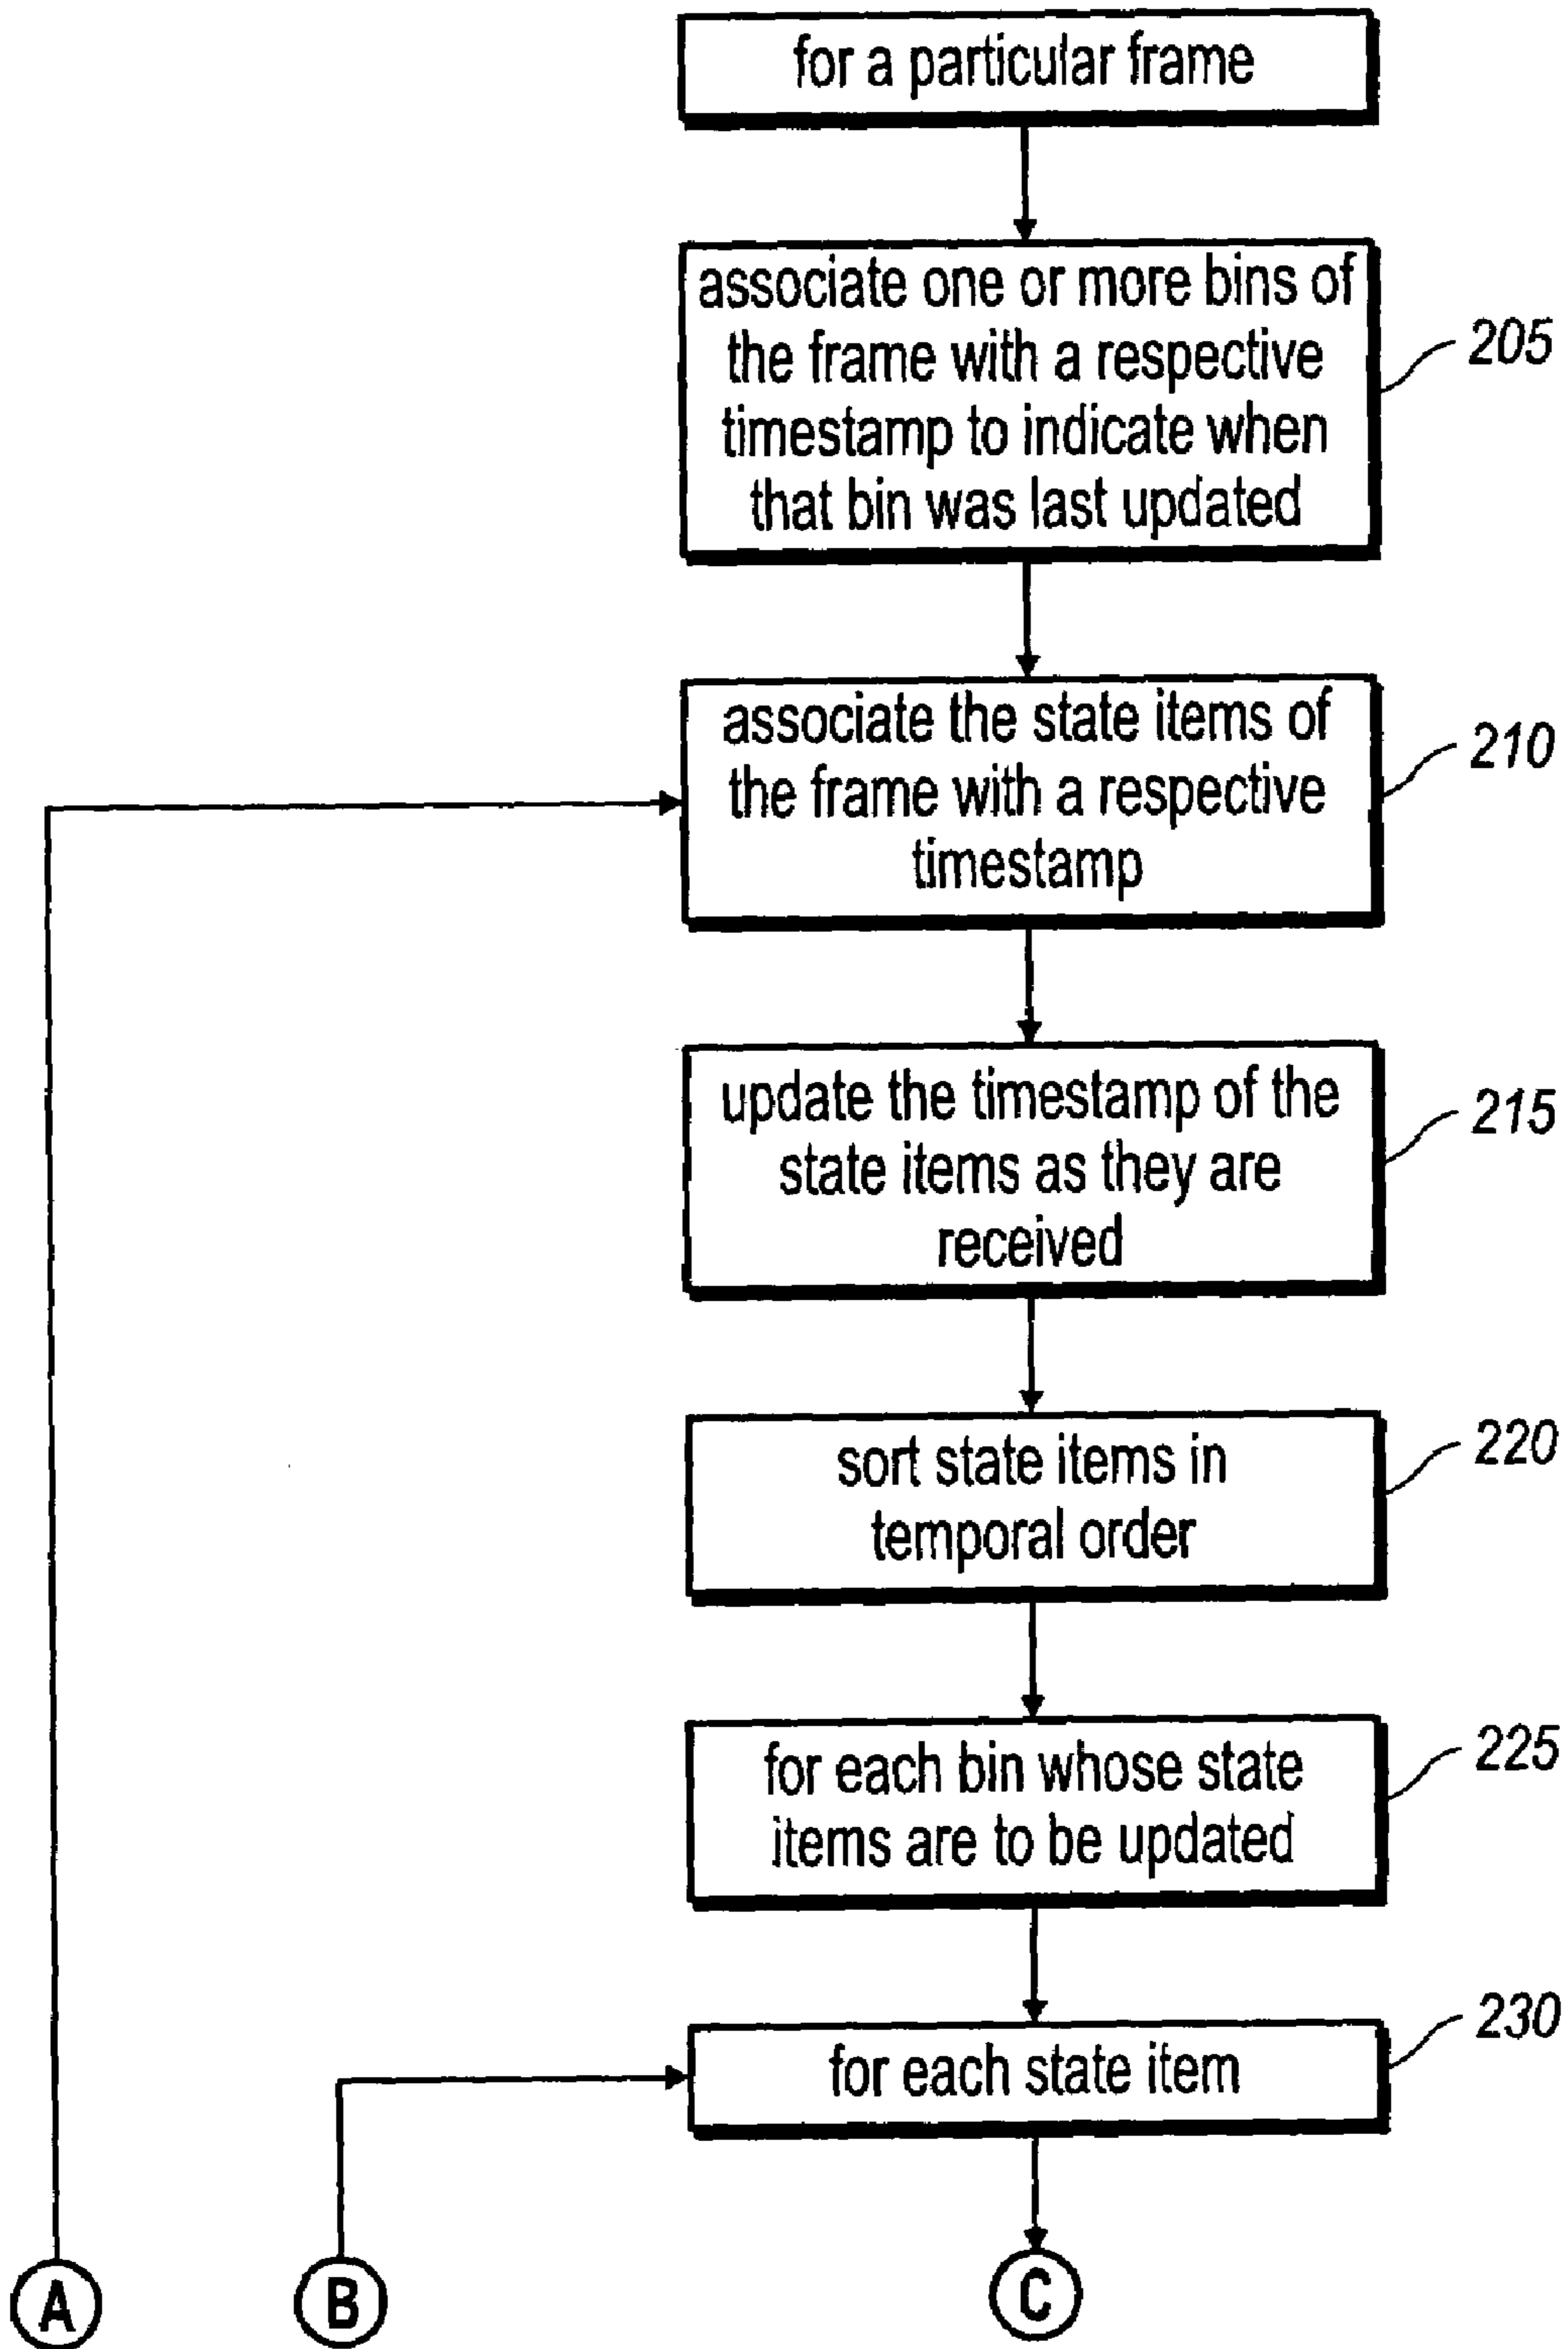 for a particular frame
associate one or more bins of
the frame with a respective
timestamp to indicate when
that bin was last updated
205
associate the state items of
the frame with a respective
timestamp
210
update the timestamp of the
state items as they are
received
215
sort state items in
temporal order
220
for each bin whose state
items are to be updated
225
for each state item
230
A
B
C